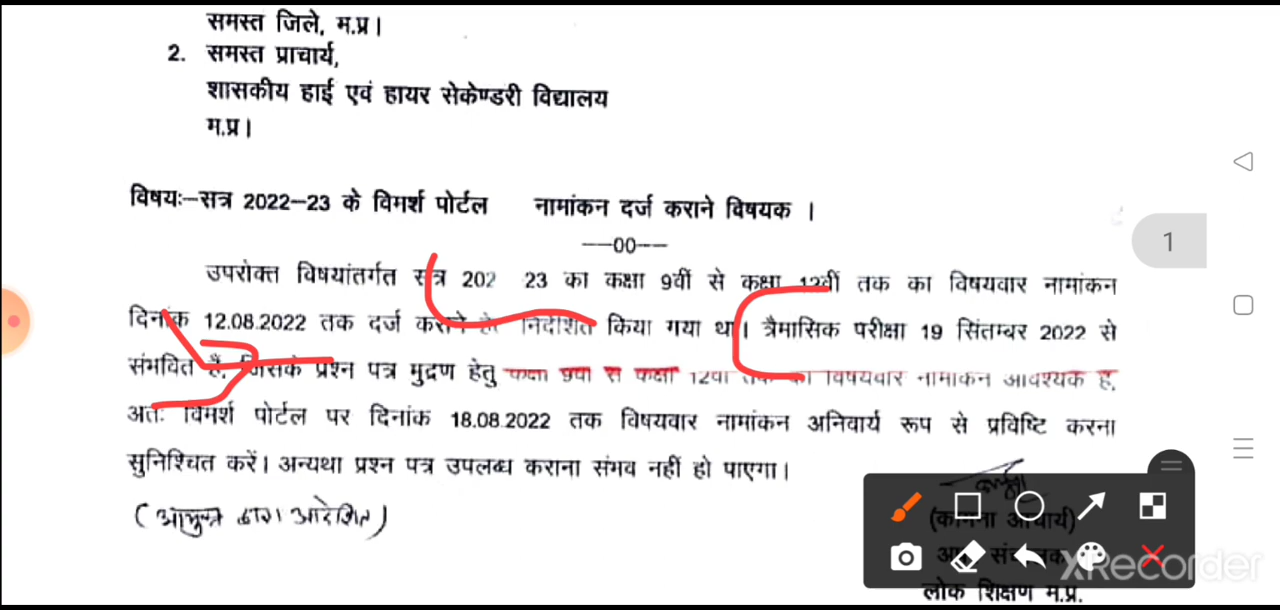 समस्त जिले, म.प्र।
2. समस्त प्राचार्य,
शासकीय हाई एवं हायर सेकेण्डरी विद्यालय
म.प्र।
विषयः–सत्र 2022–23 के विमर्श पोर्टल नामांकन दर्ज कराने विषयक ।
––00––
उपरोक्त विषयांतर्गत सत्र 202 23 का कक्षा 9वीं से कक्षा 12वीं तक का विषयवार नामांकन
दिनांक 12.08.2022 तक दर्ज कराने हेतु निर्देशित किया गया था। त्रैमासिक परीक्षा 19 सिंतम्बर 2022 से
संभवित हैं, जिसके प्रश्न पत्र मुद्रण हेतु कक्षा 9वीं से कक्षा 12वीं तक का विषयवार नामांकन आवश्यक है,
अतः विमर्श पोर्टल पर दिनांक 18.08.2022 तक विषयवार नामांकन अनिवार्य रूप से प्रविष्टि करना
सुनिश्चित करें। अन्यथा प्रश्न पत्र उपलब्ध कराना संभव नहीं हो पाएगा।
(आयुक्त द्वारा आदेशित)
(कामना आचार्य)
लोक शिक्षण म.प्र.
1
XRecorder